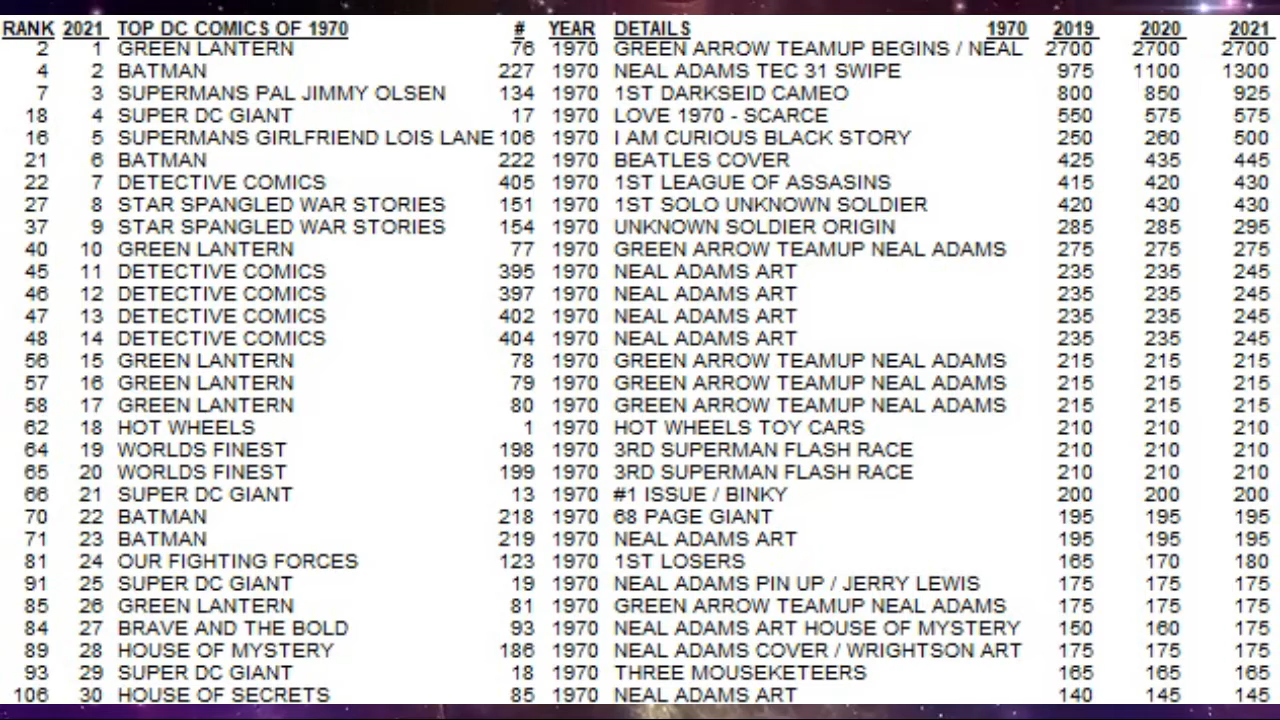 RANK 2021 TOP DC COMICS OF 1970 # YEAR DETAILS 1970 2019 2020 2021
2 1 GREEN LANTERN 76 1970 GREEN ARROW TEAMUP BEGINS / NEAL 2700 2700 2700
4 2 BATMAN 227 1970 NEAL ADAMS TEC 31 SWIPE 975 1100 1300
7 3 SUPERMANS PAL JIMMY OLSEN 134 1970 1ST DARKSEID CAMEO 800 850 925
18 4 SUPER DC GIANT 17 1970 LOVE 1970 - SCARCE 550 575 575
16 5 SUPERMANS GIRLFRIEND LOIS LANE 106 1970 I AM CURIOUS BLACK STORY 250 260 500
21 6 BATMAN 222 1970 BEATLES COVER 425 435 445
22 7 DETECTIVE COMICS 405 1970 1ST LEAGUE OF ASSASINS 415 420 430
27 8 STAR SPANGLED WAR STORIES 151 1970 1ST SOLO UNKNOWN SOLDIER 420 430 430
37 9 STAR SPANGLED WAR STORIES 154 1970 UNKNOWN SOLDIER ORIGIN 285 285 295
40 10 GREEN LANTERN 77 1970 GREEN ARROW TEAMUP NEAL ADAMS 275 275 275
45 11 DETECTIVE COMICS 395 1970 NEAL ADAMS ART 235 235 245
46 12 DETECTIVE COMICS 397 1970 NEAL ADAMS ART 235 235 245
47 13 DETECTIVE COMICS 402 1970 NEAL ADAMS ART 235 235 245
48 14 DETECTIVE COMICS 404 1970 NEAL ADAMS ART 235 235 245
56 15 GREEN LANTERN 78 1970 GREEN ARROW TEAMUP NEAL ADAMS 215 215 215
57 16 GREEN LANTERN 79 1970 GREEN ARROW TEAMUP NEAL ADAMS 215 215 215
58 17 GREEN LANTERN 80 1970 GREEN ARROW TEAMUP NEAL ADAMS 215 215 215
62 18 HOT WHEELS 1 1970 HOT WHEELS TOY CARS 210 210 210
64 19 WORLDS FINEST 198 1970 3RD SUPERMAN FLASH RACE 210 210 210
65 20 WORLDS FINEST 199 1970 3RD SUPERMAN FLASH RACE 210 210 210
66 21 SUPER DC GIANT 13 1970 #1 ISSUE / BINKY 200 200 200
70 22 BATMAN 218 1970 68 PAGE GIANT 195 195 195
71 23 BATMAN 219 1970 NEAL ADAMS ART 195 195 195
81 24 OUR FIGHTING FORCES 123 1970 1ST LOSERS 165 170 180
91 25 SUPER DC GIANT 19 1970 NEAL ADAMS PIN UP / JERRY LEWIS 175 175 175
85 26 GREEN LANTERN 81 1970 GREEN ARROW TEAMUP NEAL ADAMS 175 175 175
84 27 BRAVE AND THE BOLD 93 1970 NEAL ADAMS ART HOUSE OF MYSTERY 150 160 175
89 28 HOUSE OF MYSTERY 186 1970 NEAL ADAMS COVER / WRIGHTSON ART 175 175 175
93 29 SUPER DC GIANT 18 1970 THREE MOUSEKETEERS 165 165 165
106 30 HOUSE OF SECRETS 85 1970 NEAL ADAMS ART 140 145 145